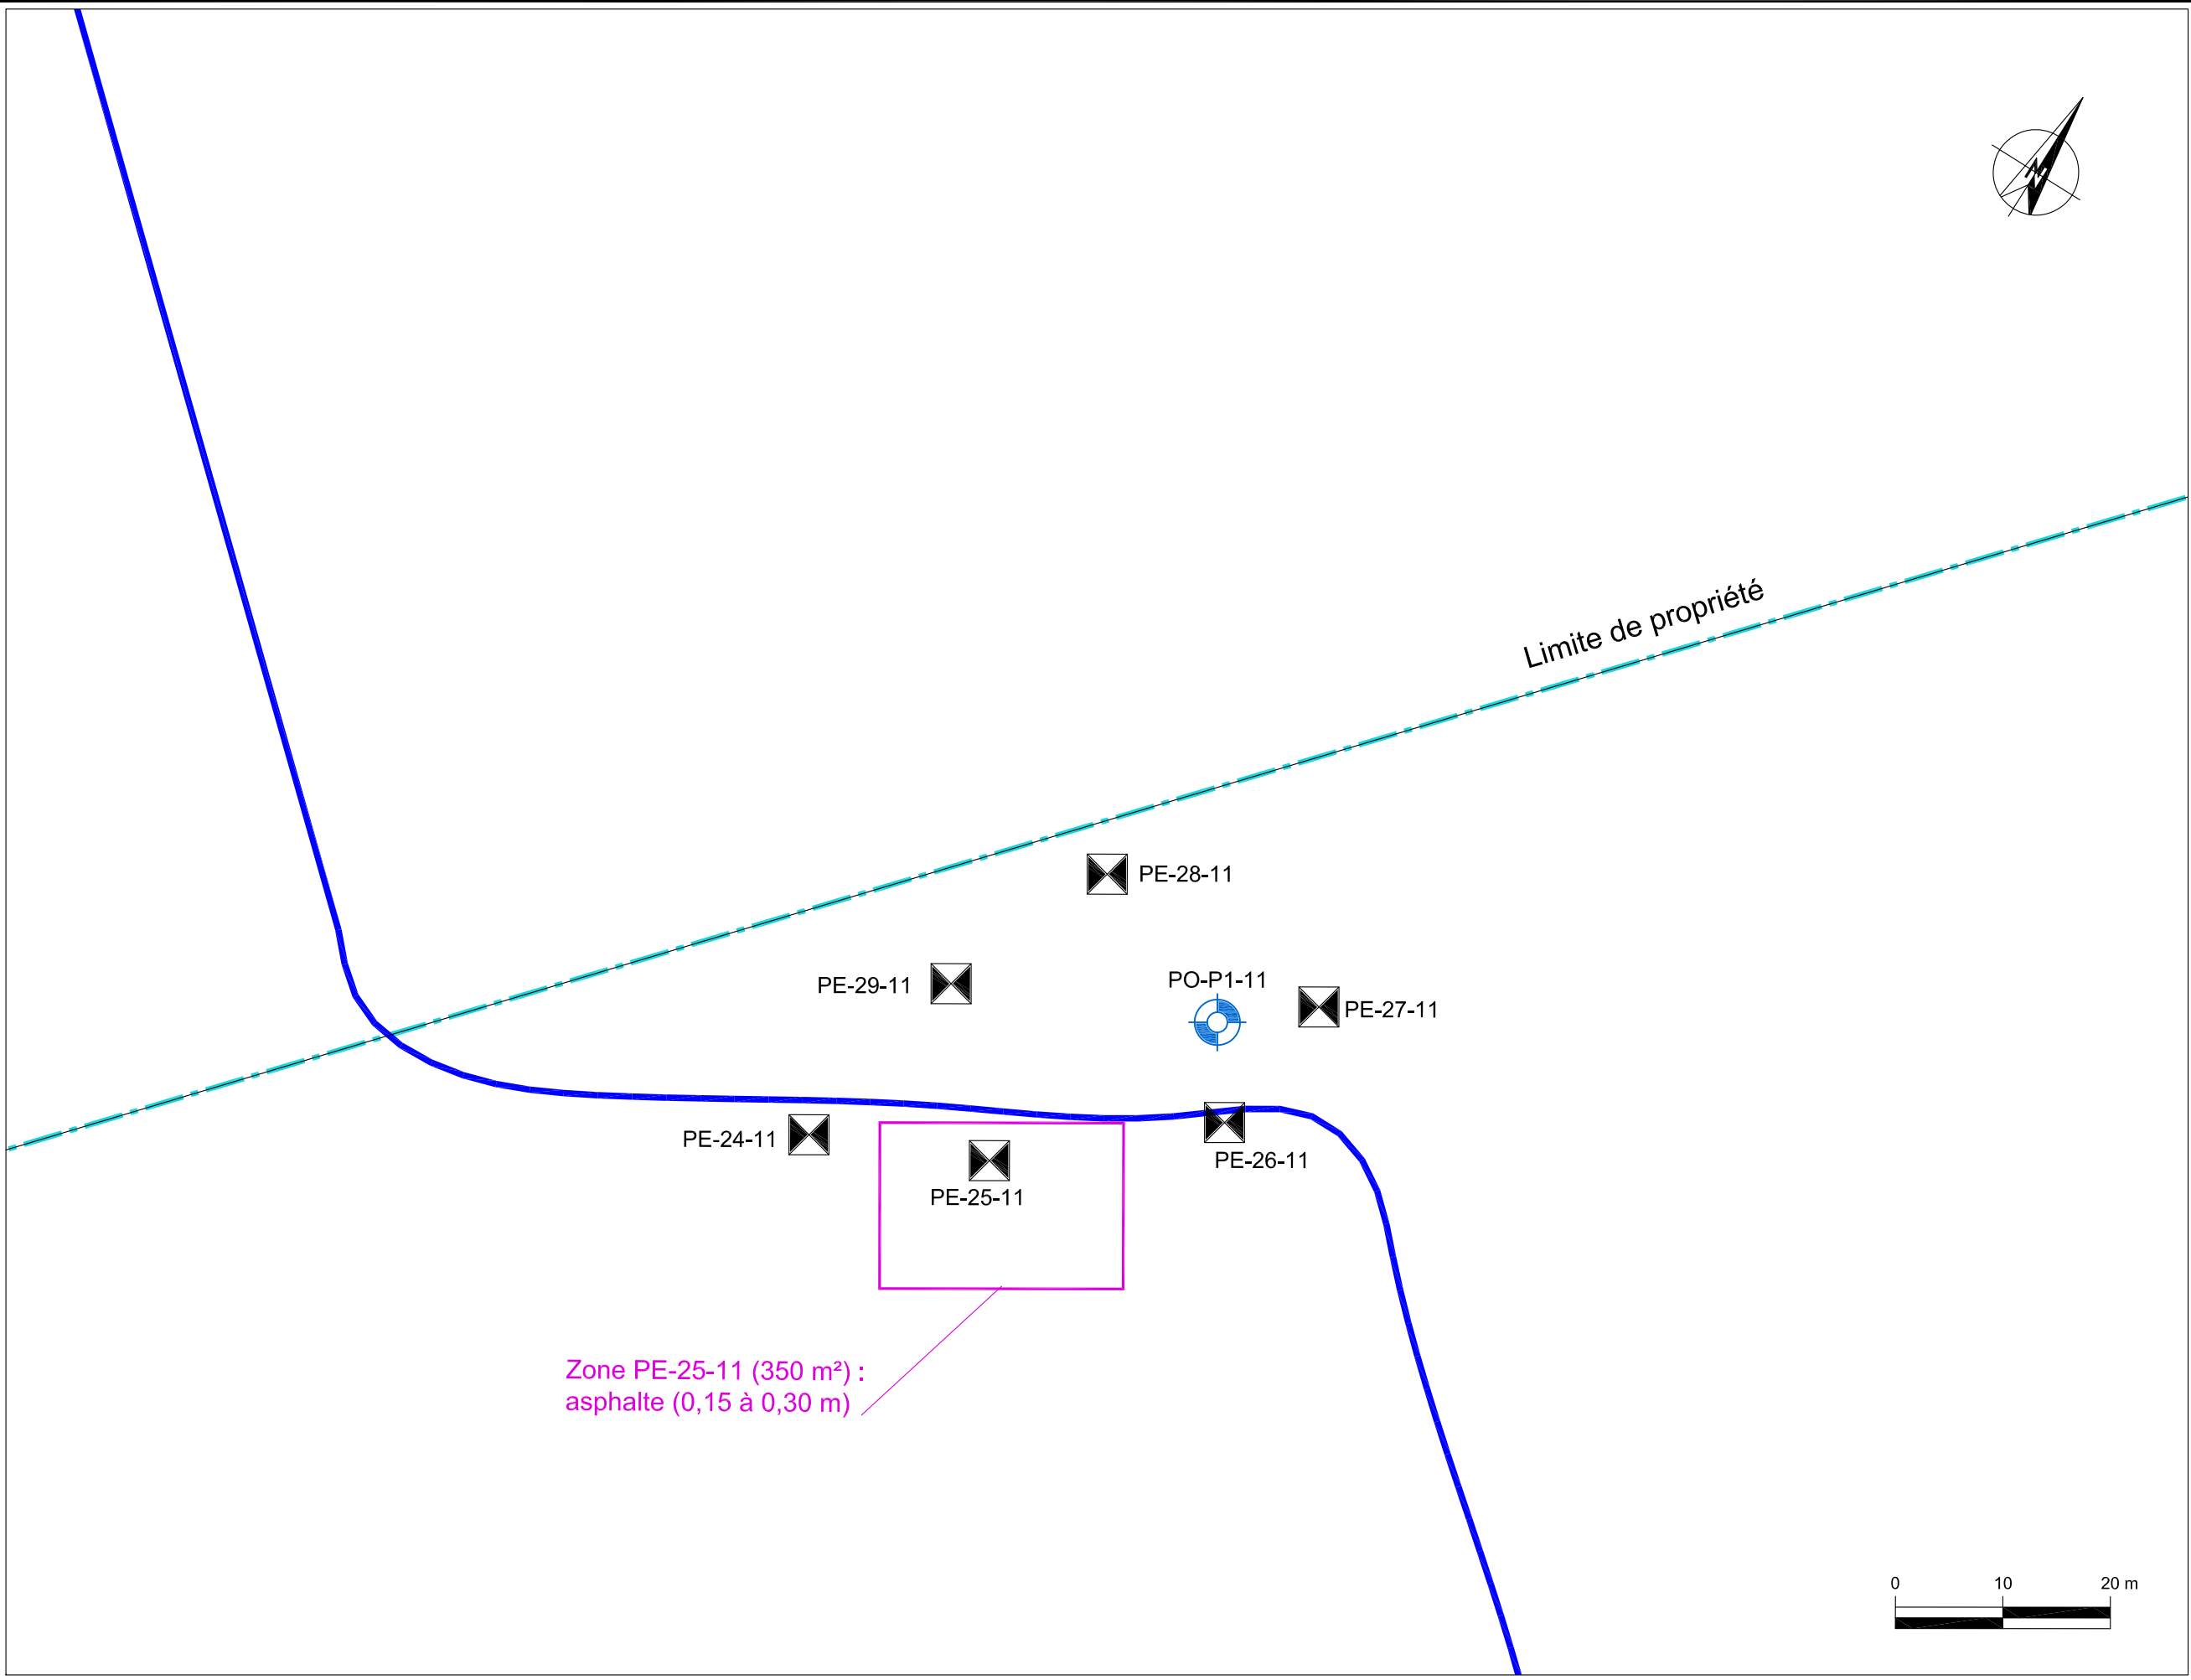 N
Limite de propriété
PE-28-11
PE-29-11
PO-P1-11
PE-27-11
PE-24-11
PE-25-11
PE-26-11
Zone PE-25-11 (350 m²) :
asphalte (0,15 à 0,30 m)
0 10 20 m